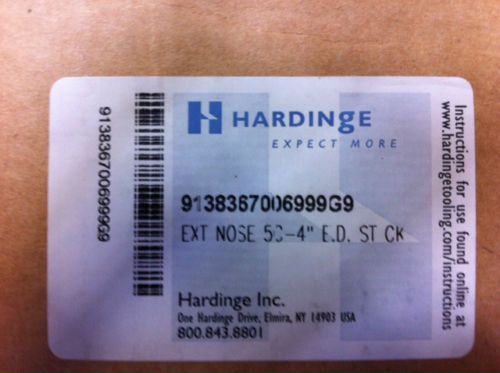 HARDINGE
EXPECT MORE
9138367006999G9
EXT NOSE 5C-4" E.D. ST CK
Hardinge Inc.
One Hardinge Drive, Elmira, NY 14903 USA
800.843.8801
9138367006999G9
Instructions for use found online at
www.hardingetooling.com/instructions